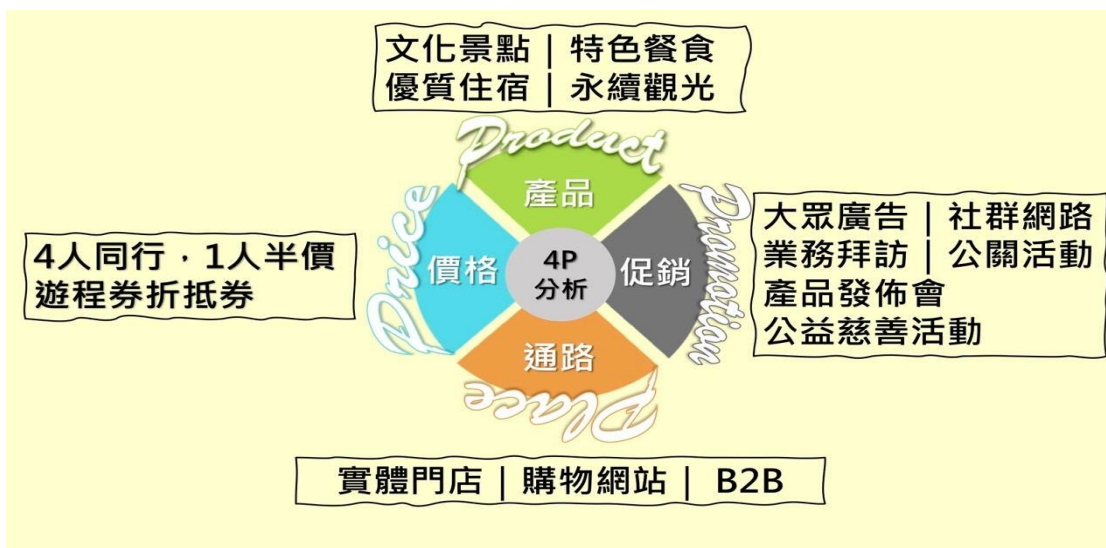 文化景點 | 特色餐食
優質住宿 | 永續觀光
Product
產品
Price
價格
4P
分析
促銷
Promotion
4人同行，1人半價
遊程券折抵券
大眾廣告 | 社群網路
業務拜訪 | 公關活動
產品發佈會
公益慈善活動
通路
Place
實體門店 | 購物網站 | B2B